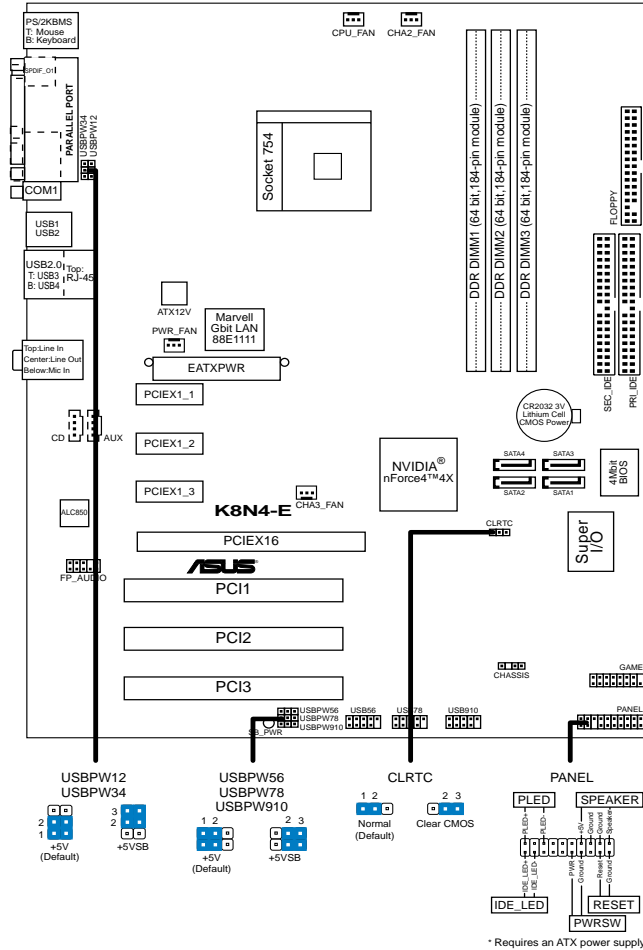 PS/2KBMS
T: Mouse
B: Keyboard
CPU_FAN
CHA2_FAN
SPDIF_O1
PARALLEL PORT
USBPW34
USBPW12
Socket 754
DDR DIMM1 (64 bit,184-pin module)
DDR DIMM2 (64 bit,184-pin module)
DDR DIMM3 (64 bit,184-pin module)
FLOPPY
COM1
USB1
USB2
USB2.0
T: USB3
B: USB4
Top:
RJ-45
ATX12V
Marvell
Gbit LAN
88E1111
PWR_FAN
EATXPWR
Top:Line In
Center:Line Out
Below:Mic In
SEC_IDE
PRI_IDE
PCIEX1_1
CR2032 3V
Lithium Cell
CMOS Power
CD
AUX
PCIEX1_2
NVIDIA®
nForce4™4X
SATA4
SATA3
SATA2
SATA1
4Mbit
BIOS
PCIEX1_3
CHA3_FAN
ALC850
K8N4-E
CLRTC
Super
I/O
PCIEX16
ASUS
FP_AUDIO
PCI1
PCI2
PCI3
CHASSIS
GAME
USBPW56
USBPW78
USBPW910
SB_PWR
USB56
USB78
USB910
PANEL
USBPW12
USBPW34
2
1
+5V
(Default)
3
2
+5VSB
USBPW56
USBPW78
USBPW910
1 2
+5V
(Default)
2 3
+5VSB
CLRTC
1 2
Normal
(Default)
2 3
Clear CMOS
PANEL
PLED
SPEAKER
PLED+
PLED-
+5V
Ground
Ground
Speaker
IDE_LED+
IDE_LED-
PWR
Ground
Reset
Ground
IDE_LED
RESET
PWRSW
* Requires an ATX power supply